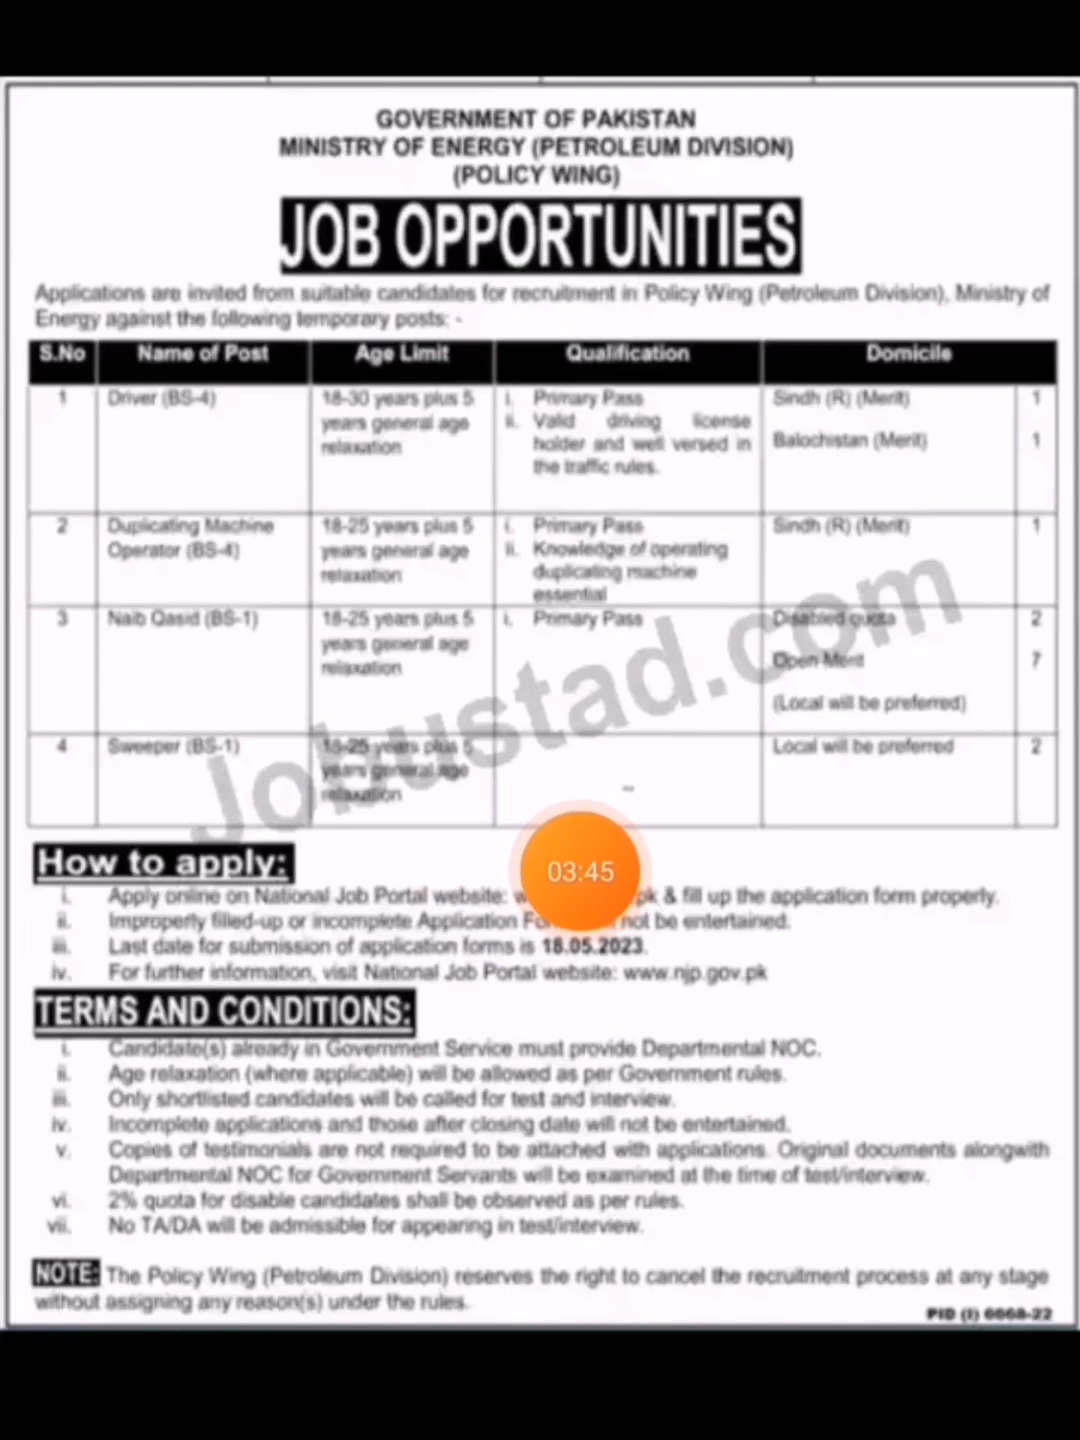 GOVERNMENT OF PAKISTAN
MINISTRY OF ENERGY (PETROLEUM DIVISION)
(POLICY WING)
JOB OPPORTUNITIES
Applications are invited from suitable candidates for recruitment in Policy Wing (Petroleum Division), Ministry of
Energy against the following temporary posts: -
S.No Name of Post Age Limit Qualification Domicile
1 Driver (BS-4) 18-30 years plus 5 i. Primary Pass Sindh (R) (Merit) 1
years general age ii. Valid driving license
relaxation holder and well versed in Balochistan (Merit) 1
the traffic rules.
2 Duplicating Machine 18-25 years plus 5 i. Primary Pass Sindh (R) (Merit) 1
Operator (BS-4) years general age ii. Knowledge of operating
relaxation duplicating machine
essential
3 Naib Qasid (BS-1) 18-25 years plus 5 i. Primary Pass Disabled quota 2
years general age Open Merit 7
relaxation
(Local will be preferred)
4 Sweeper (BS-1) 18-25 years plus 5 Local will be preferred 2
years general age --
relaxation
Jobustad.com
03:45
How to apply:
i. Apply online on National Job Portal website: pk & fill up the application form properly.
ii. Improperly filled-up or incomplete Application not be entertained.
iii. Last date for submission of application forms is 18.05.2023.
iv. For further information, visit National Job Portal website: www.njp.gov.pk
TERMS AND CONDITIONS:
i. Candidate(s) already in Government Service must provide Departmental NOC.
ii. Age relaxation (where applicable) will be allowed as per Government rules.
iii. Only shortlisted candidates will be called for test and interview.
iv. Incomplete applications and those after closing date will not be entertained.
v. Copies of testimonials are not required to be attached with applications. Original documents alongwith
Departmental NOC for Government Servants will be examined at the time of test/interview.
vi. 2% quota for disable candidates shall be observed as per rules.
vii. No TA/DA will be admissible for appearing in test/interview.
NOTE: The Policy Wing (Petroleum Division) reserves the right to cancel the recruitment process at any stage
without assigning any reason(s) under the rules.
PID (I) 6668-22